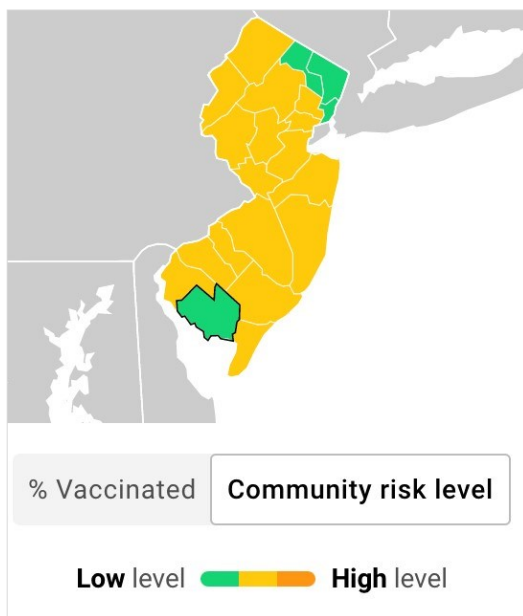 % Vaccinated
Community risk level
Low level
High level